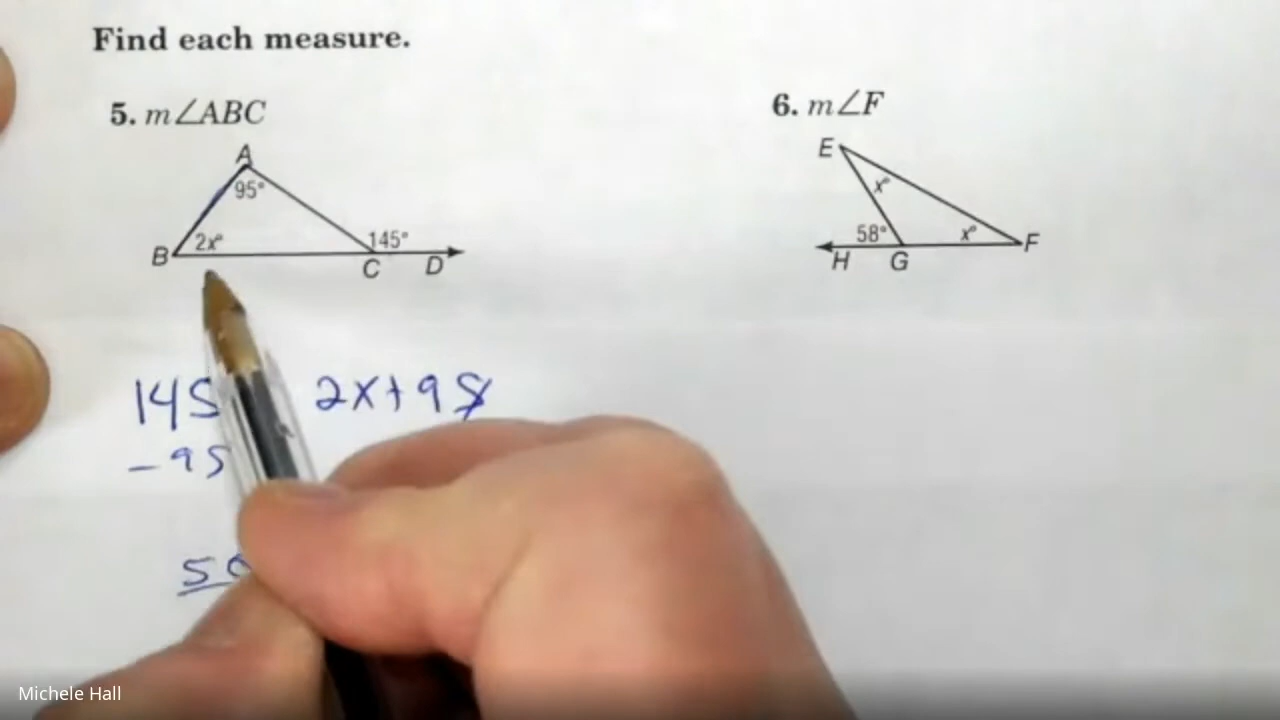 Find each measure.
5. m∠ABC
6. m∠F
A
95°
B
2x°
145°
C
D
E
x°
58°
x°
F
H
G
145
2x+95
-95
50
Michele Hall